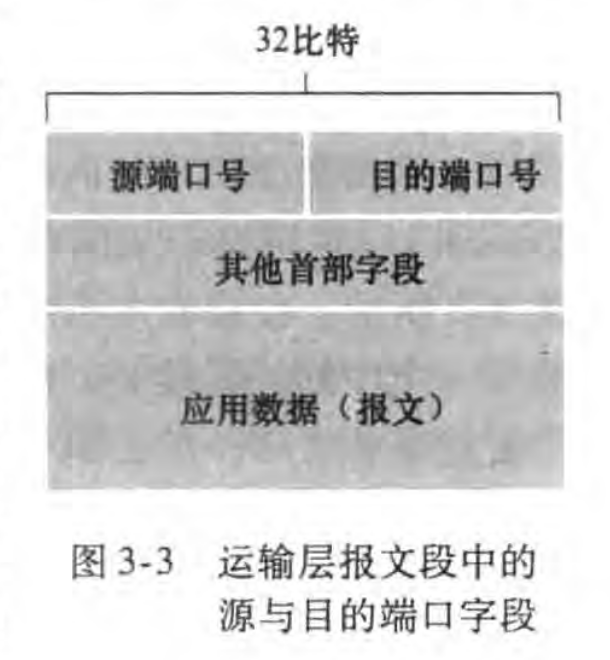 32比特
源端口号 目的端口号
其他首部字段
应用数据（报文）
图 3-3 运输层报文段中的
源与目的端口字段